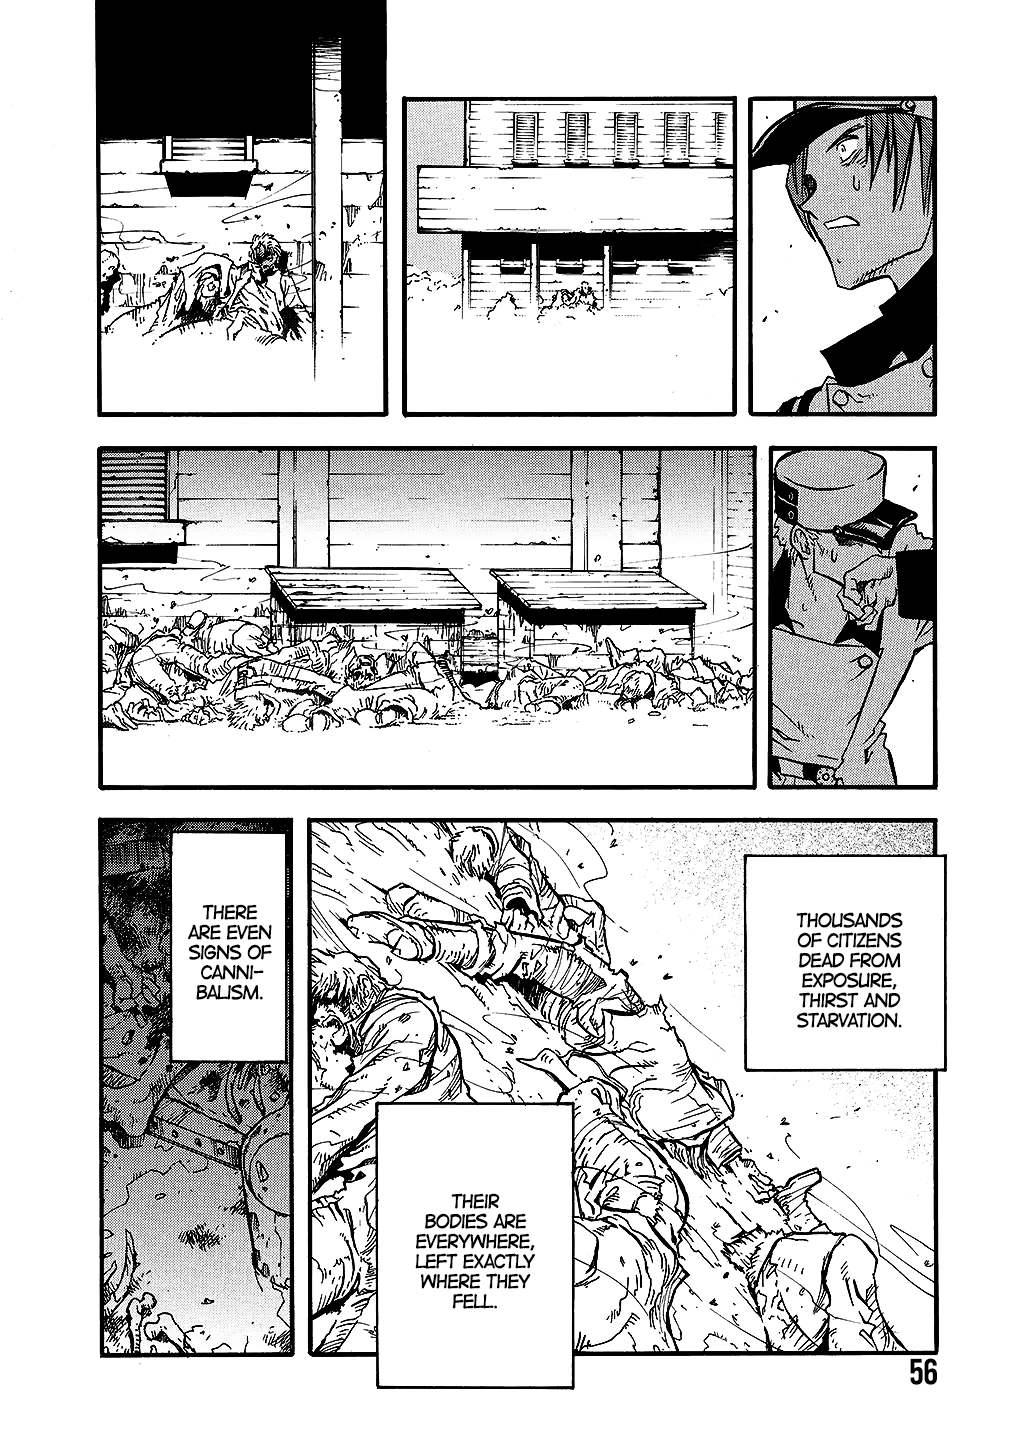 THOUSANDS
OF CITIZENS
DEAD FROM
EXPOSURE,
THIRST AND
STARVATION.
THEIR
BODIES ARE
EVERYWHERE,
LEFT EXACTLY
WHERE THEY
FELL.
THERE
ARE EVEN
SIGNS OF
CANNI-
BALISM.
56